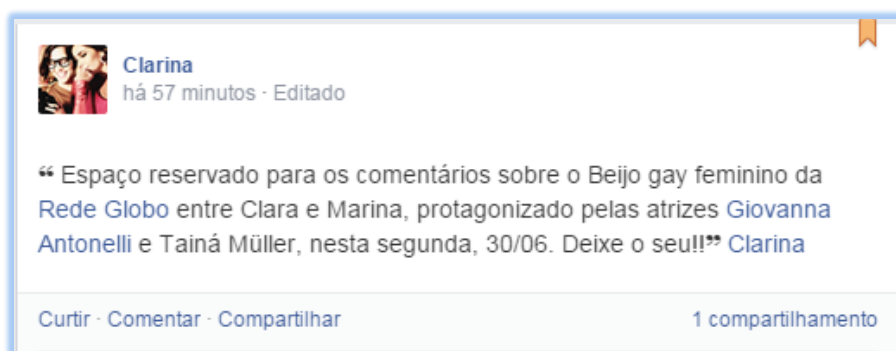 Clarina
há 57 minutos · Editado
“ Espaço reservado para os comentários sobre o Beijo gay feminino da
Rede Globo entre Clara e Marina, protagonizado pelas atrizes Giovanna
Antonelli e Tainá Müller, nesta segunda, 30/06. Deixe o seu!!” Clarina
Curtir · Comentar · Compartilhar 1 compartilhamento